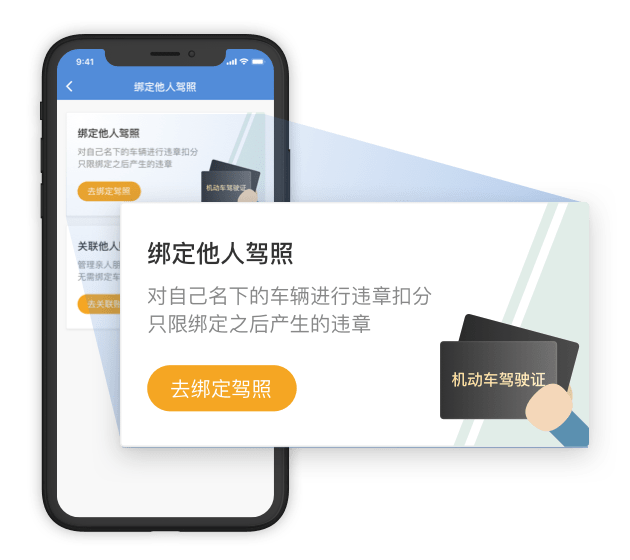 9:41
绑定他人驾照
绑定他人驾照
对自己名下的车辆进行违章扣分
只限绑定之后产生的违章
去绑定驾照
机动车驾驶证
关联他人
管理亲人朋
无需绑定车
去关联
绑定他人驾照
对自己名下的车辆进行违章扣分
只限绑定之后产生的违章
去绑定驾照
机动车驾驶证